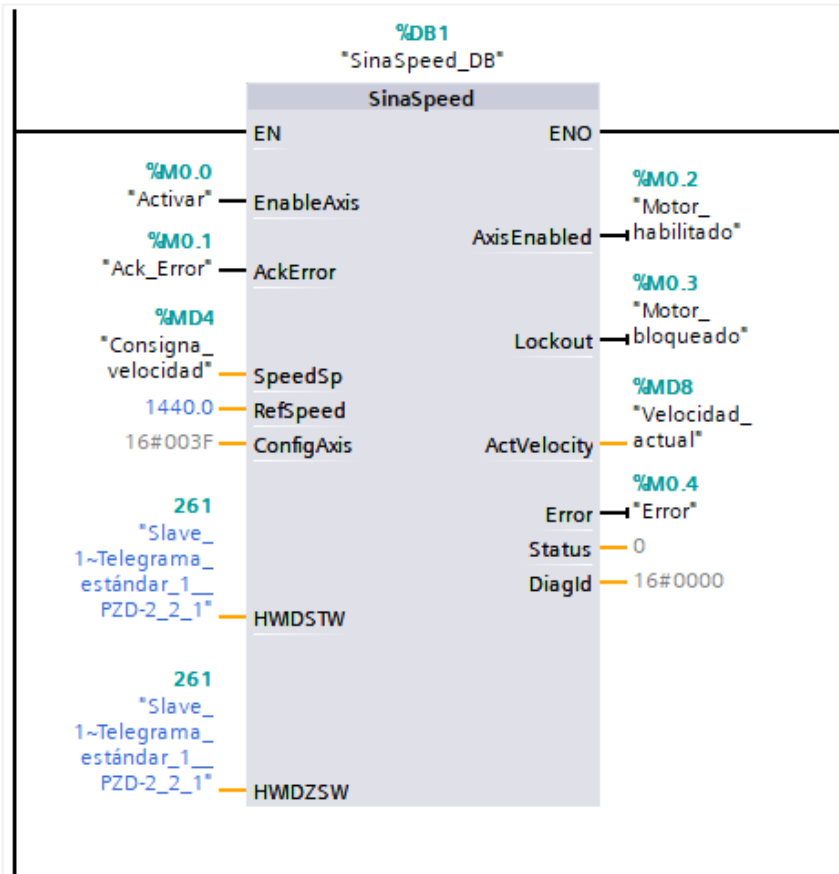 %DB1
"SinaSpeed_DB"
SinaSpeed
EN
ENO
%M0.0
"Activar"
EnableAxis
%M0.2
"Motor_
habilitado"
AxisEnabled
%M0.1
"Ack_Error"
AckError
%M0.3
"Motor_
bloqueado"
Lockout
%MD4
"Consigna_
velocidad"
SpeedSp
1440.0
RefSpeed
16#003F
ConfigAxis
%MD8
"Velocidad_
actual"
ActVelocity
%M0.4
"Error"
Error
Status
0
DiagId
16#0000
261
"Slave_
1~Telegrama_
estándar_1__
PZD-2_2_1"
HWIDSTW
261
"Slave_
1~Telegrama_
estándar_1__
PZD-2_2_1"
HWIDZSW